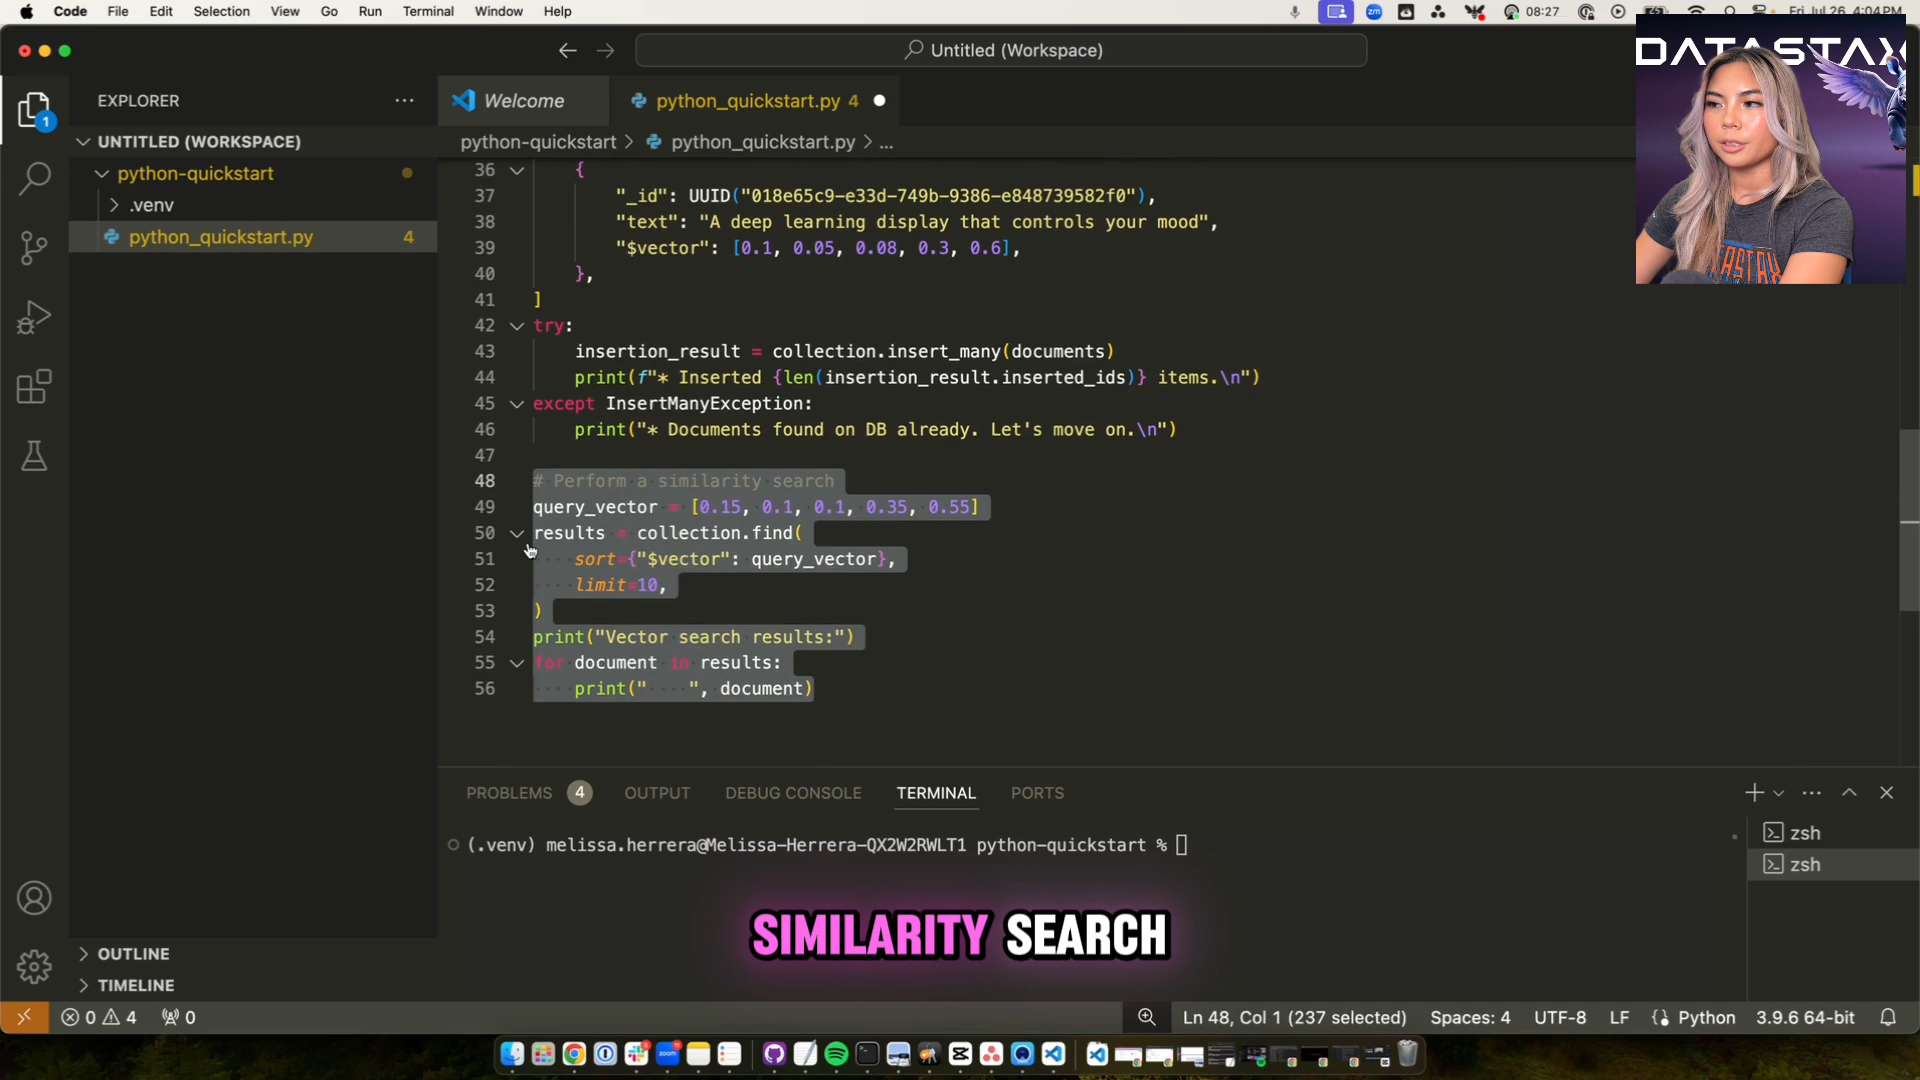 Code File Edit Selection View Go Run Terminal Window Help
zm
08:27
Fri Jul 26 4:04 PM
Untitled (Workspace)
DATASTAX
EXPLORER
Welcome
python_quickstart.py 4
UNTITLED (WORKSPACE)
python-quickstart > python_quickstart.py > ...
python-quickstart
.venv
python_quickstart.py 4
1
36 {
37 "_id": UUID("018e65c9-e33d-749b-9386-e848739582f0"),
38 "text": "A deep learning display that controls your mood",
39 "$vector": [0.1, 0.05, 0.08, 0.3, 0.6],
40 },
41 ]
42 try:
43 insertion_result = collection.insert_many(documents)
44 print(f"* Inserted {len(insertion_result.inserted_ids)} items.\n")
45 except InsertManyException:
46 print("* Documents found on DB already. Let's move on.\n")
47
48 # Perform a similarity search
49 query_vector = [0.15, 0.1, 0.1, 0.35, 0.55]
50 results = collection.find(
51 sort={"$vector": query_vector},
52 limit=10,
53 )
54 print("Vector search results:")
55 for document in results:
56 print("    ", document)
PROBLEMS 4 OUTPUT DEBUG CONSOLE TERMINAL PORTS
(.venv) melissa.herrera@Melissa-Herrera-QX2W2RWLT1 python-quickstart %
zsh
zsh
SIMILARITY SEARCH
OUTLINE
TIMELINE
0 4 0
Ln 48, Col 1 (237 selected) Spaces: 4 UTF-8 LF Python 3.9.6 64-bit